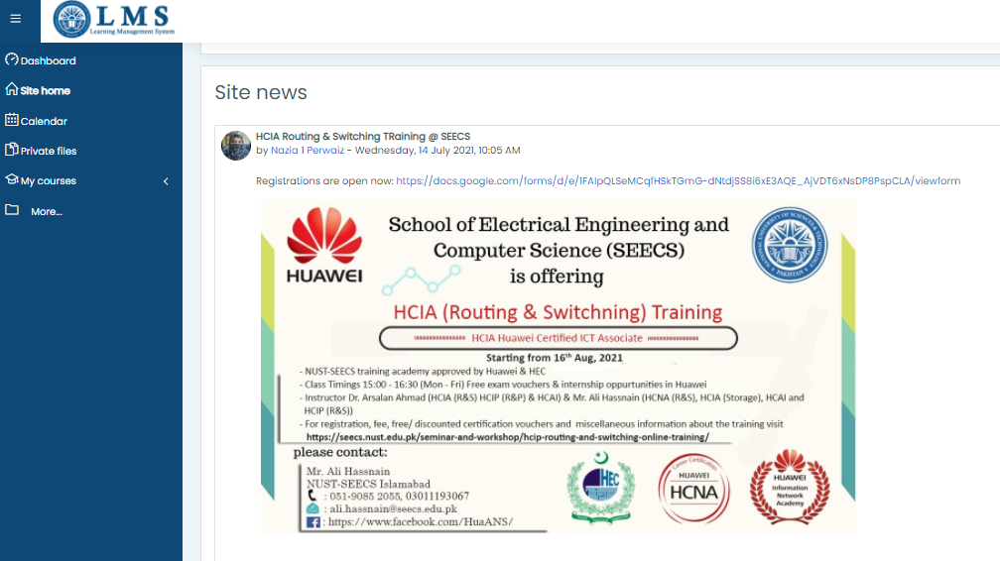 LMS
Learning Management System
Dashboard
Site home
Calendar
Private files
My courses
More...
Site news
HCIA Routing & Switching TRaining @ SEECS
by Nazia 1 Perwaiz - Wednesday, 14 July 2021, 10:05 AM
Registrations are open now: https://docs.google.com/forms/d/e/1FAIpQLSeMCqfHSkTGmG-dNtdjSS8i6xE3AQE_AjVDT6xNsDP8PspCLA/viewform
HUAWEI
School of Electrical Engineering and
Computer Science (SEECS)
is offering
NATIONAL UNIVERSITY OF SCIENCES & TECHNOLOGY
PAKISTAN
HCIA (Routing & Switchning) Training
HCIA Huawei Certified ICT Associate
Starting from 16th Aug, 2021
- NUST-SEECS training academy approved by Huawei & HEC
- Class Timings 15:00 - 16:30 (Mon - Fri) Free exam vouchers & internship oppurtunities in Huawei
- Instructor Dr. Arsalan Ahmad (HCIA (R&S) HCIP (R&P) & HCAI) & Mr. Ali Hassnain (HCNA (R&S), HCIA (Storage), HCAI and
HCIP (R&S))
- For registration, fee, free/ discounted certification vouchers and miscellaneous information about the training visit
https://seecs.nust.edu.pk/seminar-and-workshop/hcip-routing-and-switching-online-training/
please contact:
Mr. Ali Hassnain
NUST-SEECS Islamabad
: 051-9085 2055, 03011193067
: ali.hassnain@seecs.edu.pk
: https://www.facebook.com/HuaANS/
HEC
Career Certification
HUAWEI
HCNA
HUAWEI
Information
Network
Academy